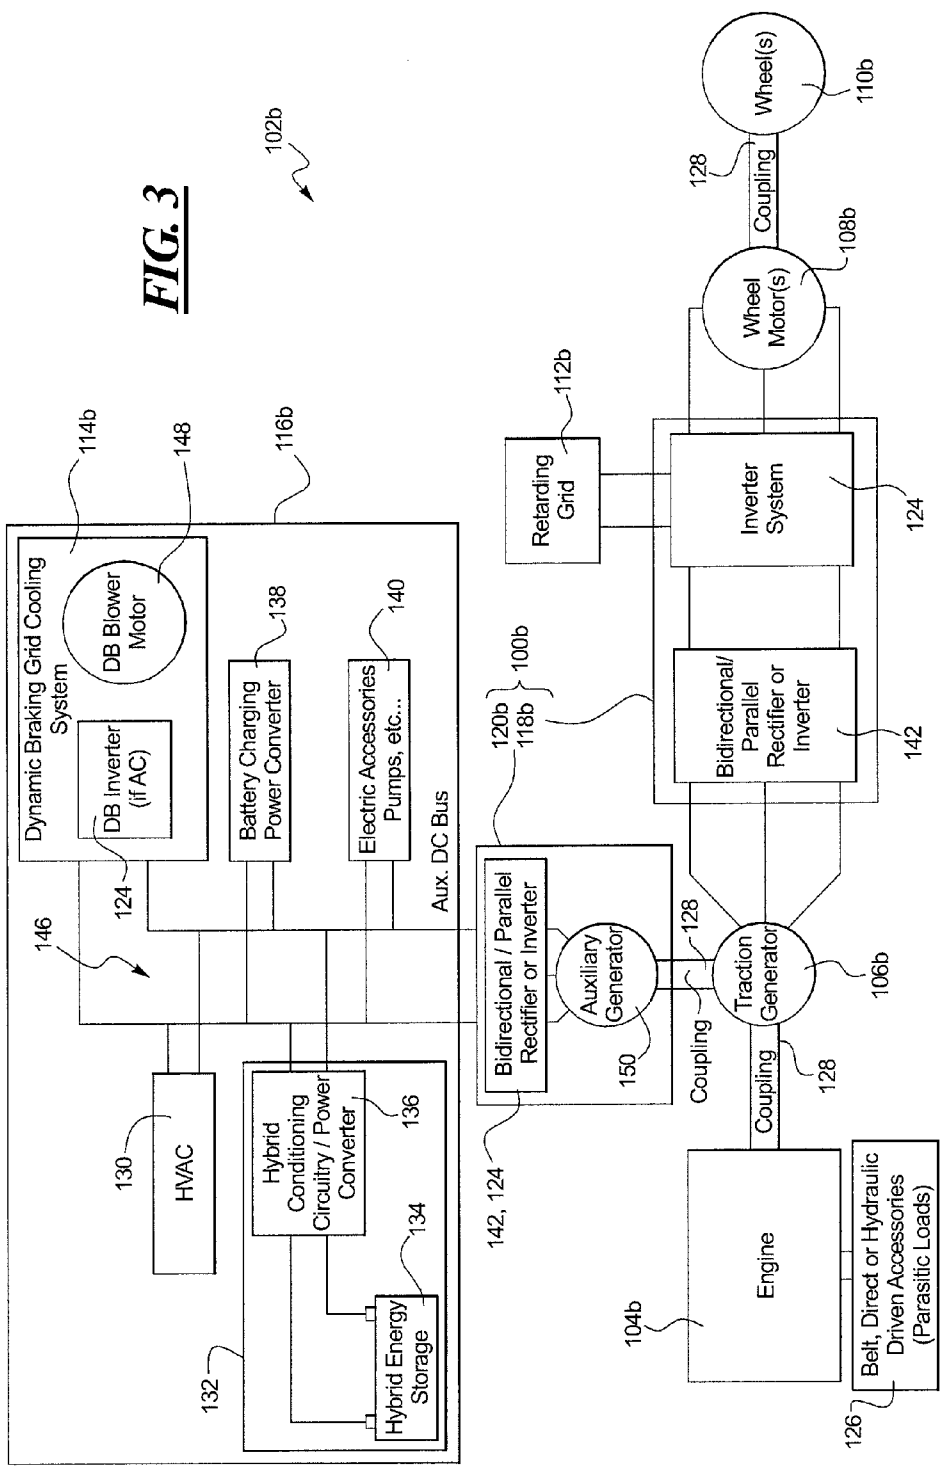 FIG. 3
102b
114b
148
116b
Dynamic Braking Grid Cooling
System
DB Inverter
(if AC)
124
DB Blower
Motor
146
138
Battery Charging
Power Converter
140
Electric Accessories
Pumps, etc...
Aux. DC Bus
130
HVAC
132
Hybrid
Conditioning
Circuitry / Power
Converter
136
134
Hybrid Energy
Storage
120b
118b
100b
142, 124
Bidirectional / Parallel
Rectifier or Inverter
Auxiliary
Generator
150
Coupling
128
112b
Retarding
Grid
104b
Engine
Coupling
128
Traction
Generator
106b
Bidirectional/
Parallel
Rectifier or
Inverter
142
Inverter
System
124
Wheel
Motor(s)
108b
128
Coupling
Wheel(s)
110b
126
Belt, Direct or Hydraulic
Driven Accessories
(Parasitic Loads)